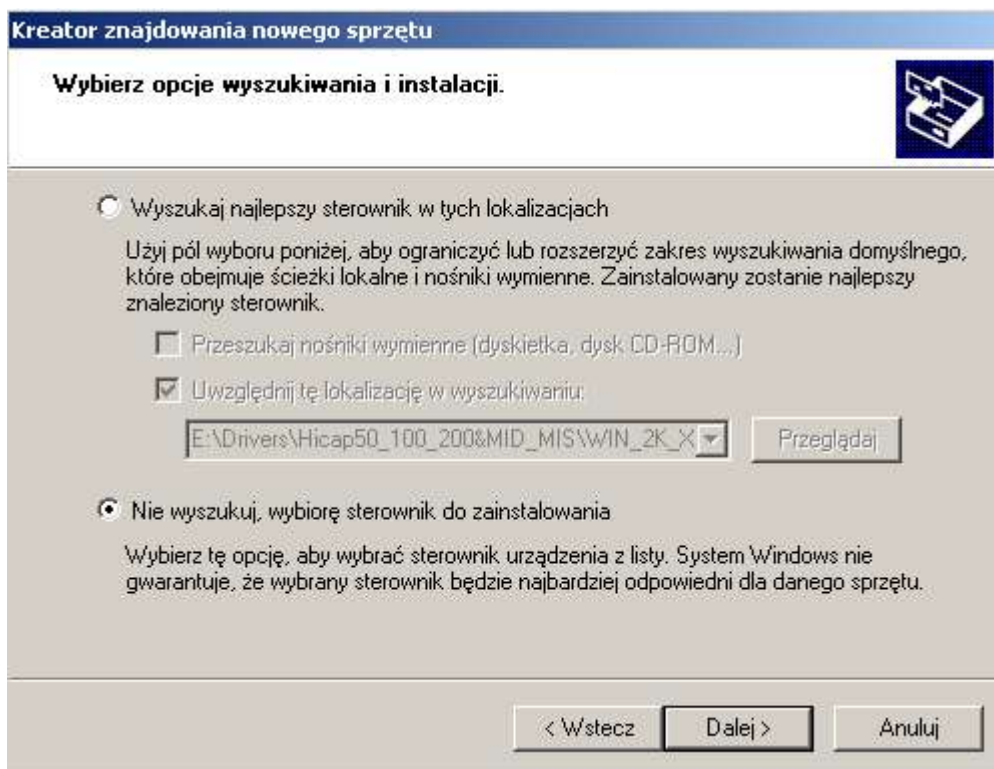 Kreator znajdowania nowego sprzętu
Wybierz opcje wyszukiwania i instalacji.
Wyszukaj najlepszy sterownik w tych lokalizacjach
Użyj pól wyboru poniżej, aby ograniczyć lub rozszerzyć zakres wyszukiwania domyślnego,
które obejmuje ścieżki lokalne i nośniki wymienne. Zainstalowany zostanie najlepszy
znaleziony sterownik.
Przeszukaj nośniki wymienne (dyskietka, dysk CD-ROM...)
Uwzględnij tę lokalizację w wyszukiwaniu:
E:\Drivers\Hicap50_100_200&MID_MIS\WIN_2K_X
Przeglądaj
Nie wyszukuj, wybiorę sterownik do zainstalowania
Wybierz tę opcję, aby wybrać sterownik urządzenia z listy. System Windows nie
gwarantuje, że wybrany sterownik będzie najbardziej odpowiedni dla danego sprzętu.
< Wstecz
Dalej >
Anuluj